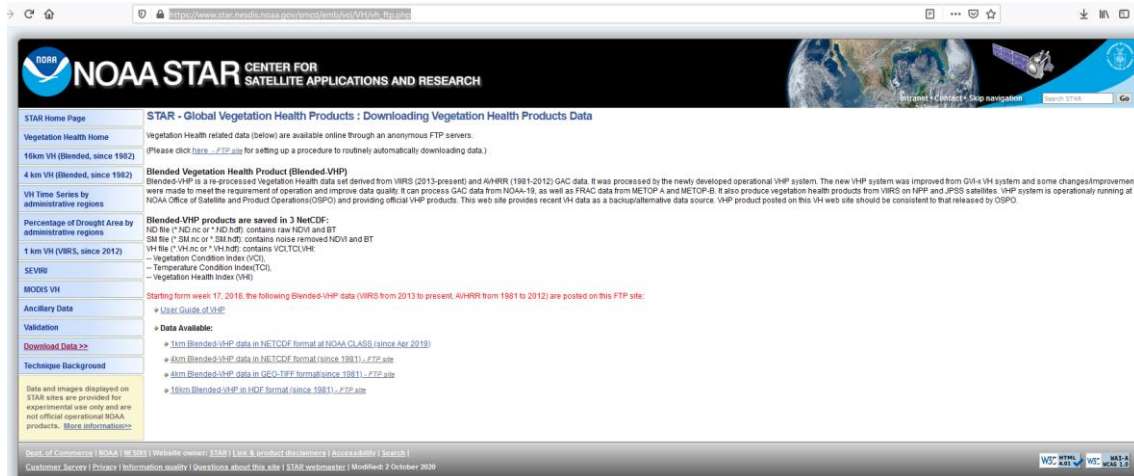 https://www.star.nesdis.noaa.gov/smcd/emb/vci/VH/vh_ftp.php
NOAA
NOAA STAR CENTER FOR SATELLITE APPLICATIONS AND RESEARCH
Intranet • Contact • Skip navigation
Search STAR
Go
STAR Home Page
Vegetation Health Home
16km VH (Blended, since 1982)
4 km VH (Blended, since 1982)
VH Time Series by
administrative regions
Percentage of Drought Area by
administrative regions
1 km VH (VIIRS, since 2012)
SEVIRI
MODIS VH
Ancillary Data
Validation
Download Data >>
Technique Background
Data and images displayed on
STAR sites are provided for
experimental use only and are
not official operational NOAA
products. More information>>
STAR - Global Vegetation Health Products : Downloading Vegetation Health Products Data
Vegetation Health related data (below) are available online through an anonymous FTP servers.
(Please click here - FTP site for setting up a procedure to routinely automatically downloading data.)
Blended Vegetation Health Product (Blended-VHP)
Blended-VHP is a re-processed Vegetation Health data set derived from VIIRS (2013-present) and AVHRR (1981-2012) GAC data. It was processed by the newly developed operational VHP system. The new VHP system was improved from GVI-x VH system and some changes/improvemen
were made to meet the requirement of operation and improve data quality. It can process GAC data from NOAA-19, as well as FRAC data from METOP A and METOP-B. It also produce vegetation health products from VIIRS on NPP and JPSS satellites. VHP system is operationaly running at
NOAA Office of Satellite and Product Operations(OSPO) and providing official VHP products. This web site provides recent VH data as a backup/alternative data source. VHP product posted on this VH web site should be consistent to that released by OSPO.
Blended-VHP products are saved in 3 NetCDF:
ND file (*.ND.nc or *.ND.hdf): contains raw NDVI and BT
SM file (*.SM.nc or *.SM.hdf): contains noise removed NDVI and BT
VH file (*.VH.nc or *.VH.hdf): contains VCI,TCI,VHI:
-- Vegetation Condition Index (VCI),
-- Temperature Condition Index(TCI),
-- Vegetation Health Index (VHI)
Starting form week 17, 2018, the following Blended-VHP data (VIIRS from 2013 to present, AVHRR from 1981 to 2012) are posted on this FTP site:
User Guide of VHP
Data Available:
1km Blended-VHP data in NETCDF format at NOAA CLASS (since Apr 2019)
4km Blended-VHP data in NETCDF format (since 1981) - FTP site
4km Blended-VHP data in GEO-TIFF format(since 1981) - FTP site
16km Blended-VHP in HDF format (since 1981) - FTP site
Dept. of Commerce | NOAA | NESDIS | Website owner: STAR | Link & product disclaimers | Accessibility | Search |
Customer Survey | Privacy | Information quality | Questions about this site | STAR webmaster | Modified: 2 October 2020
W3C HTML 4.01
W3C WAI-A WCAG 1.0